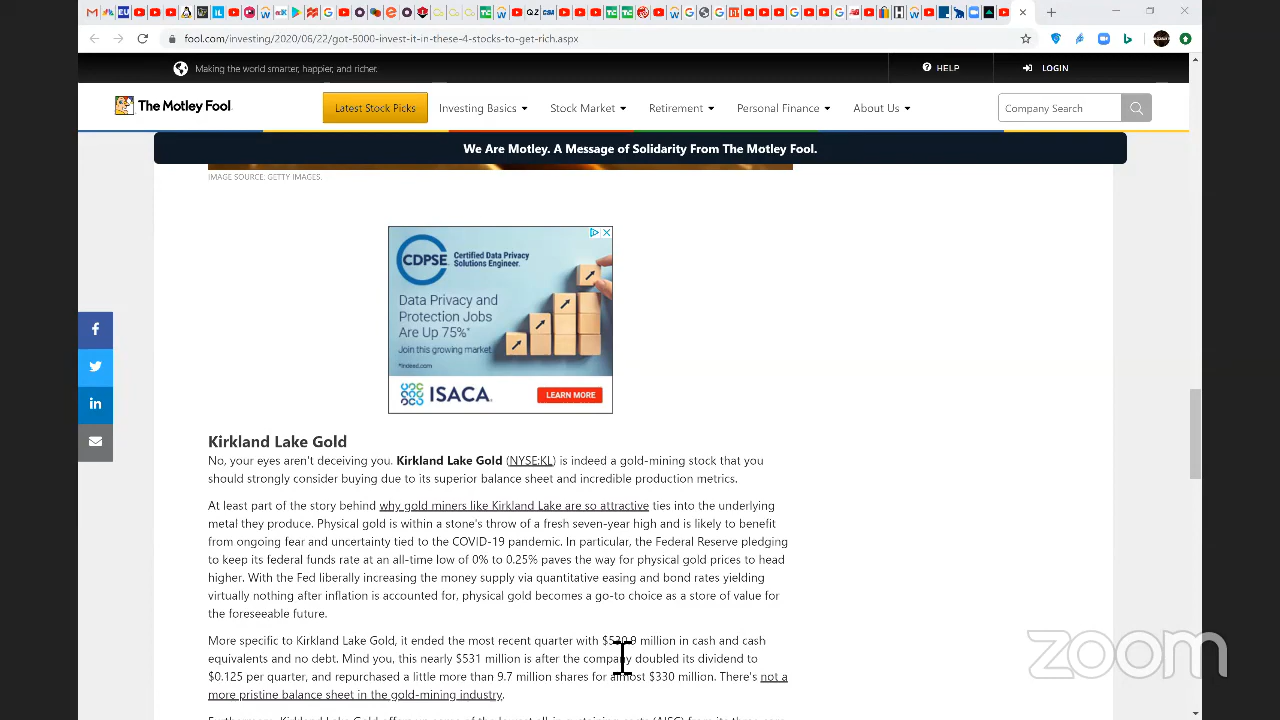 fool.com/investing/2020/06/22/got-5000-invest-it-in-these-4-stocks-to-get-rich.aspx
Making the world smarter, happier, and richer.
HELP
LOGIN
The Motley Fool
Latest Stock Picks
Investing Basics
Stock Market
Retirement
Personal Finance
About Us
Company Search
We Are Motley. A Message of Solidarity From The Motley Fool.
IMAGE SOURCE: GETTY IMAGES.
CDPSE
Certified Data Privacy
Solutions Engineer.
Data Privacy and
Protection Jobs
Are Up 75%*
Join this growing market.
*Indeed.com
ISACA.
LEARN MORE
Kirkland Lake Gold
No, your eyes aren't deceiving you. Kirkland Lake Gold (NYSE:KL) is indeed a gold-mining stock that you
should strongly consider buying due to its superior balance sheet and incredible production metrics.
At least part of the story behind why gold miners like Kirkland Lake are so attractive ties into the underlying
metal they produce. Physical gold is within a stone's throw of a fresh seven-year high and is likely to benefit
from ongoing fear and uncertainty tied to the COVID-19 pandemic. In particular, the Federal Reserve pledging
to keep its federal funds rate at an all-time low of 0% to 0.25% paves the way for physical gold prices to head
higher. With the Fed liberally increasing the money supply via quantitative easing and bond rates yielding
virtually nothing after inflation is accounted for, physical gold becomes a go-to choice as a store of value for
the foreseeable future.
More specific to Kirkland Lake Gold, it ended the most recent quarter with $530.9 million in cash and cash
equivalents and no debt. Mind you, this nearly $531 million is after the company doubled its dividend to
$0.125 per quarter, and repurchased a little more than 9.7 million shares for almost $330 million. There's not a
more pristine balance sheet in the gold-mining industry.
zoom